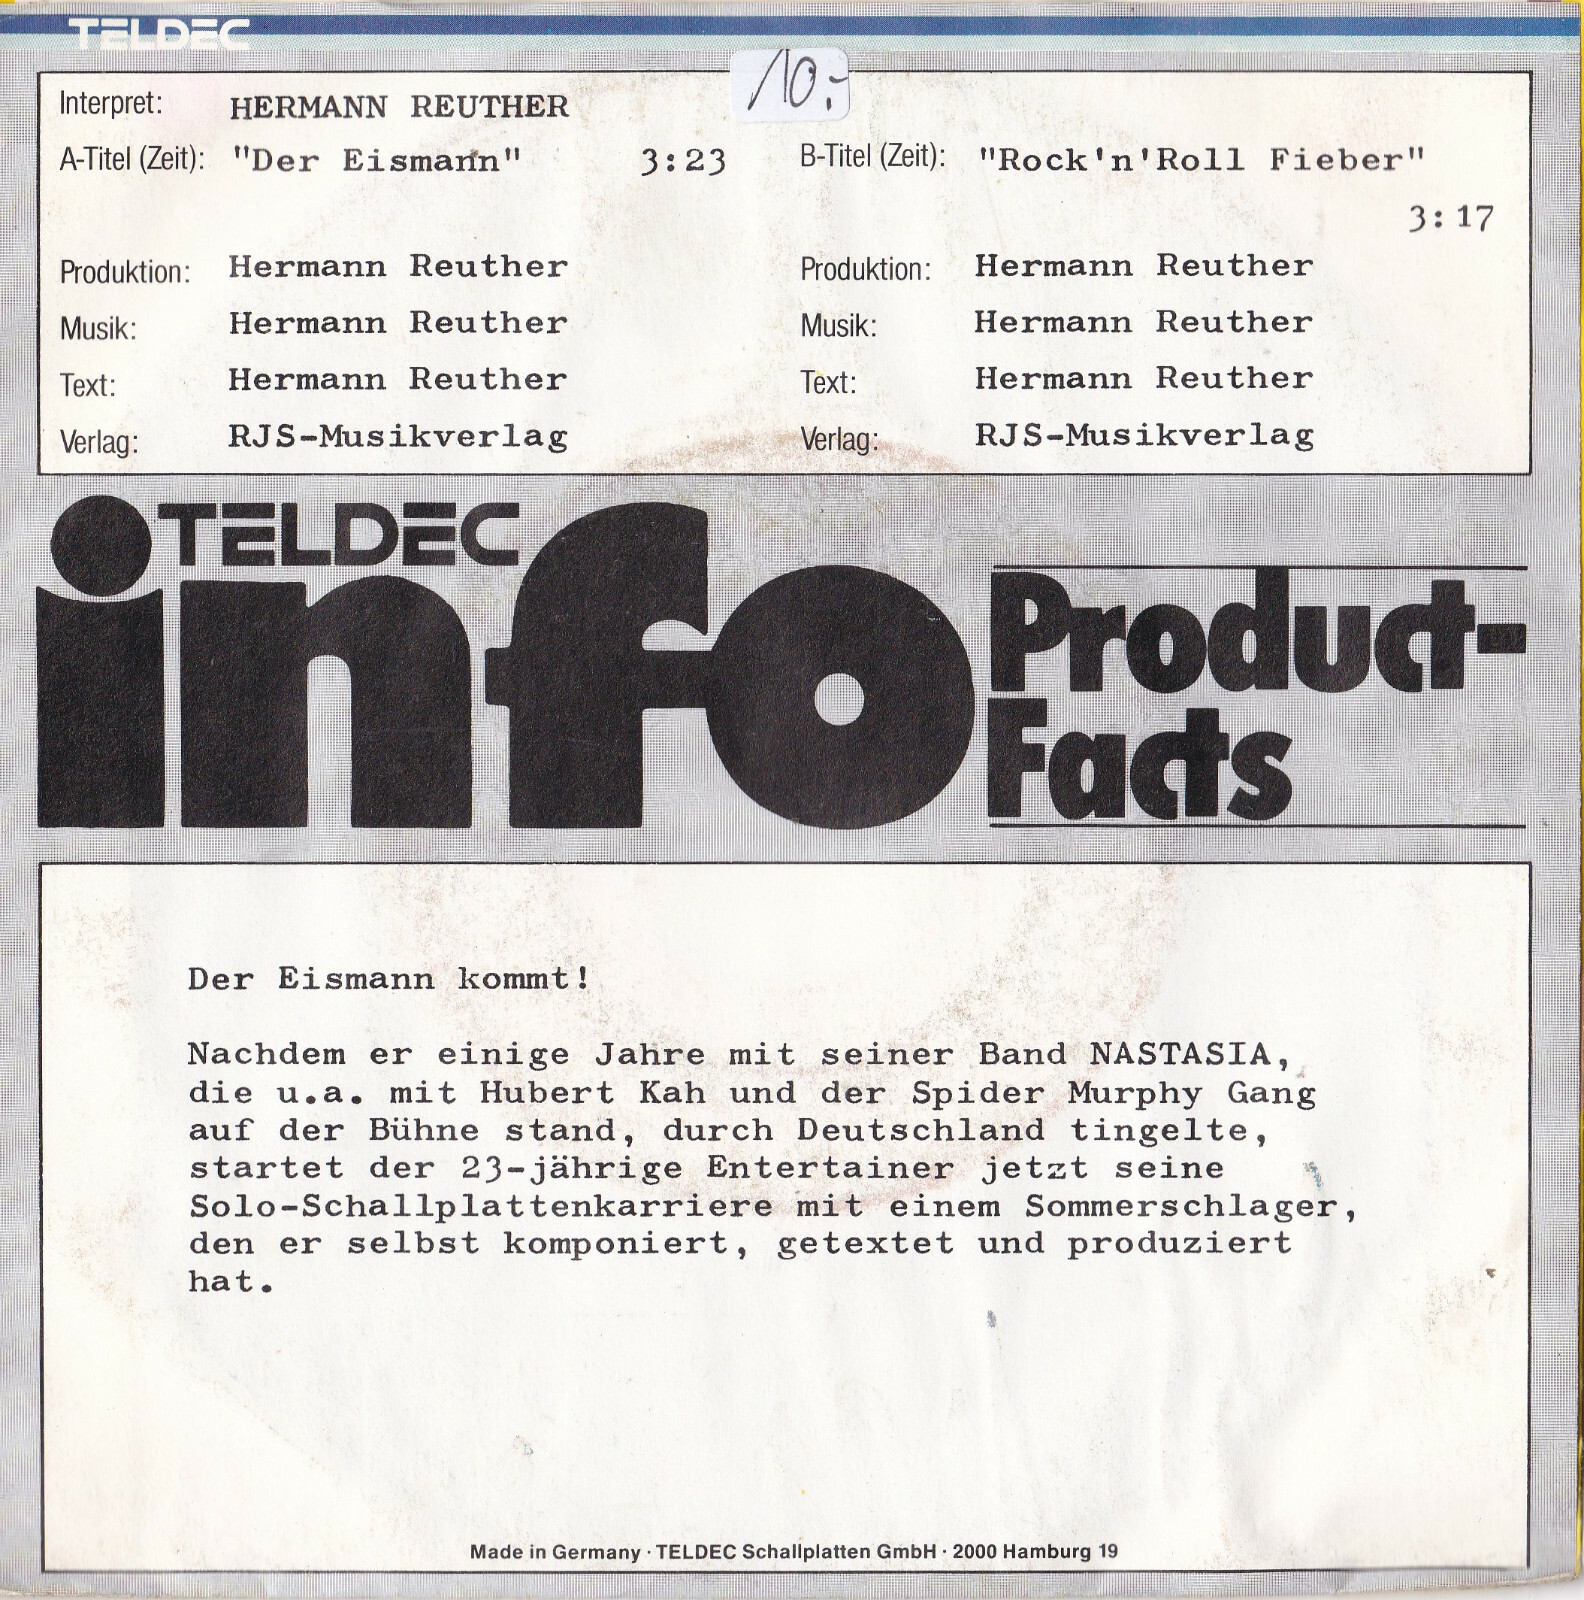 TELDEC
10.-
Interpret: HERMANN REUTHER
A-Titel (Zeit): "Der Eismann" 3:23
B-Titel (Zeit): "Rock'n'Roll Fieber"
3:17
Produktion: Hermann Reuther
Musik: Hermann Reuther
Text: Hermann Reuther
Verlag: RJS-Musikverlag
Produktion: Hermann Reuther
Musik: Hermann Reuther
Text: Hermann Reuther
Verlag: RJS-Musikverlag
TELDEC
info
Product-
Facts
Der Eismann kommt!
Nachdem er einige Jahre mit seiner Band NASTASIA,
die u.a. mit Hubert Kah und der Spider Murphy Gang
auf der Bühne stand, durch Deutschland tingelte,
startet der 23-jährige Entertainer jetzt seine
Solo-Schallplattenkarriere mit einem Sommerschlager,
den er selbst komponiert, getextet und produziert
hat.
Made in Germany · TELDEC Schallplatten GmbH · 2000 Hamburg 19